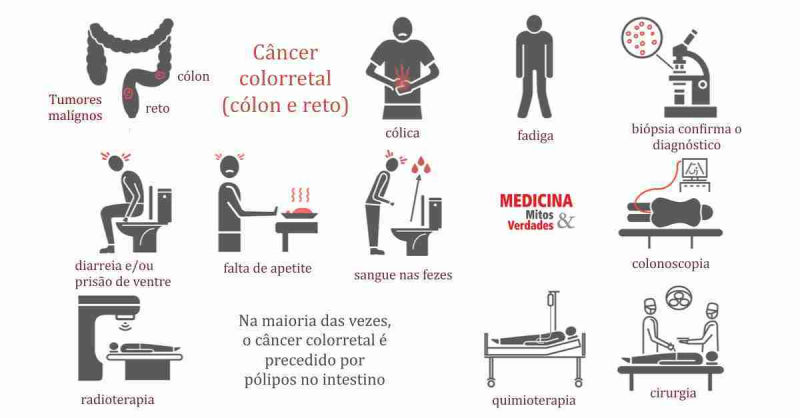 Câncer
colorretal
(cólon e reto)
cólon
Tumores
malígnos
reto
cólica
fadiga
biópsia confirma o
diagnóstico
diarreia e/ou
prisão de ventre
falta de apetite
sangue nas fezes
MEDICINA
Mitos
Verdades &
colonoscopia
radioterapia
Na maioria das vezes,
o câncer colorretal é
precedido por
pólipos no intestino
quimioterapia
cirurgia